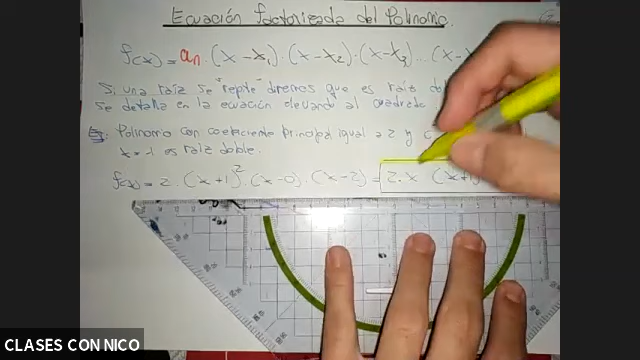 Ecuación factorizada del Polinomio.
f(x) = an · (x - x₁) · (x - x₂) · (x - x₃) ... (x - x
Si una raíz se "repite" diremos que es raíz
se detalla en la ecuación elevando al cuadrado
Ej: Polinomio con coeficiente principal igual a 2 y
x = -1 es raíz doble.
f(x) = 2 · (x+1)² · (x-0) · (x-2) = 2·x (x+1)
CLASES CON NICO